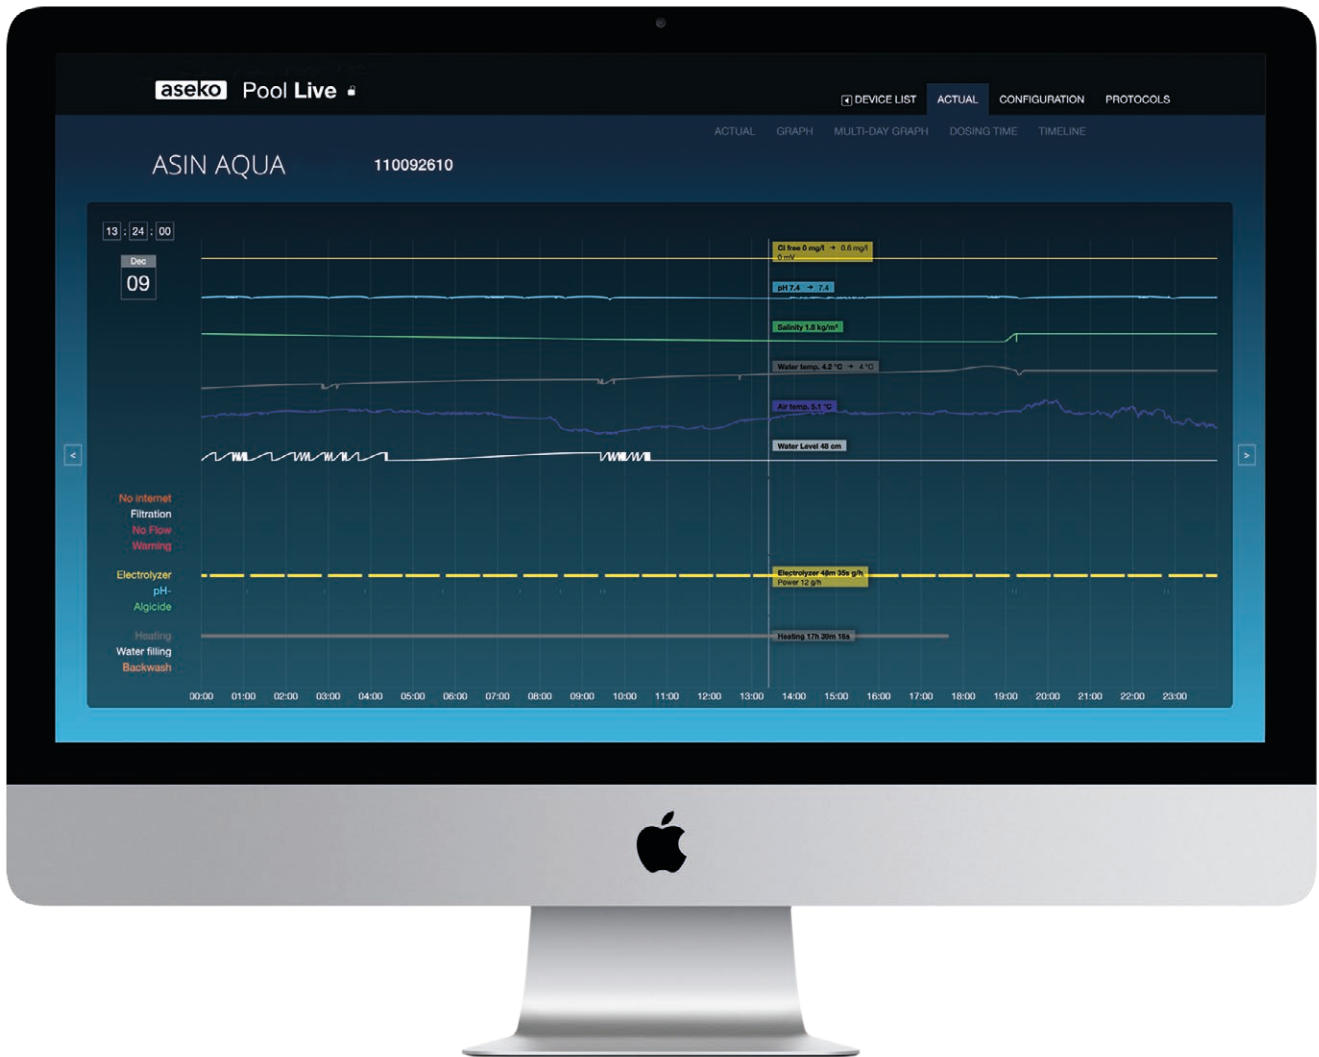 aseko Pool Live
DEVICE LIST ACTUAL CONFIGURATION PROTOCOLS
ACTUAL GRAPH MULTI-DAY GRAPH DOSING TIME TIMELINE
ASIN AQUA 110092610
13 : 24 : 00
Dec
09
Cl free 0 mg/l → 0.6 mg/l
0 mV
pH 7.4 → 7.4
Salinity 1.8 kg/m³
Water temp. 4.2 °C → 4 °C
Air temp. 5.1 °C
Water Level 48 cm
< >
No internet
Filtration
No Flow
Warning
Electrolyzer
Electrolyzer 48m 35s g/h
Power 12 g/h
pH-
Algicide
Heating
Heating 17h 39m 16s
Water filling
Backwash
00:00 01:00 02:00 03:00 04:00 05:00 06:00 07:00 08:00 09:00 10:00 11:00 12:00 13:00 14:00 15:00 16:00 17:00 18:00 19:00 20:00 21:00 22:00 23:00